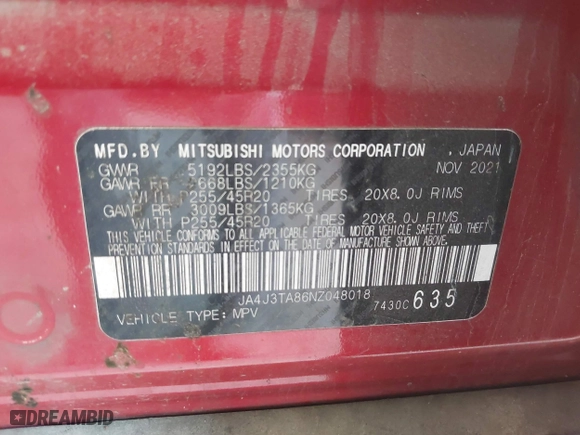 MFD.BY MITSUBISHI MOTORS CORPORATION , JAPAN
GVWR 5192LBS/2355KG NOV 2021
GAWR 668LBS/1210KG
WITH P255/45R20 TIRES 20X8.0J RIMS
GAWR RR 3009LBS/1365KG
WITH P255/45R20 TIRES 20X8.0J RIMS
THIS VEHICLE CONFORMS TO ALL APPLICABLE FEDERAL MOTOR VEHICLE SAFETY AND THEFT
PREVENTION STANDARDS IN EFFECT ON THE DATE OF MANUFACTURE SHOWN ABOVE.
JA4J3TA86NZ048018
7430C 635
VEHICLE TYPE: MPV
DREAMBID